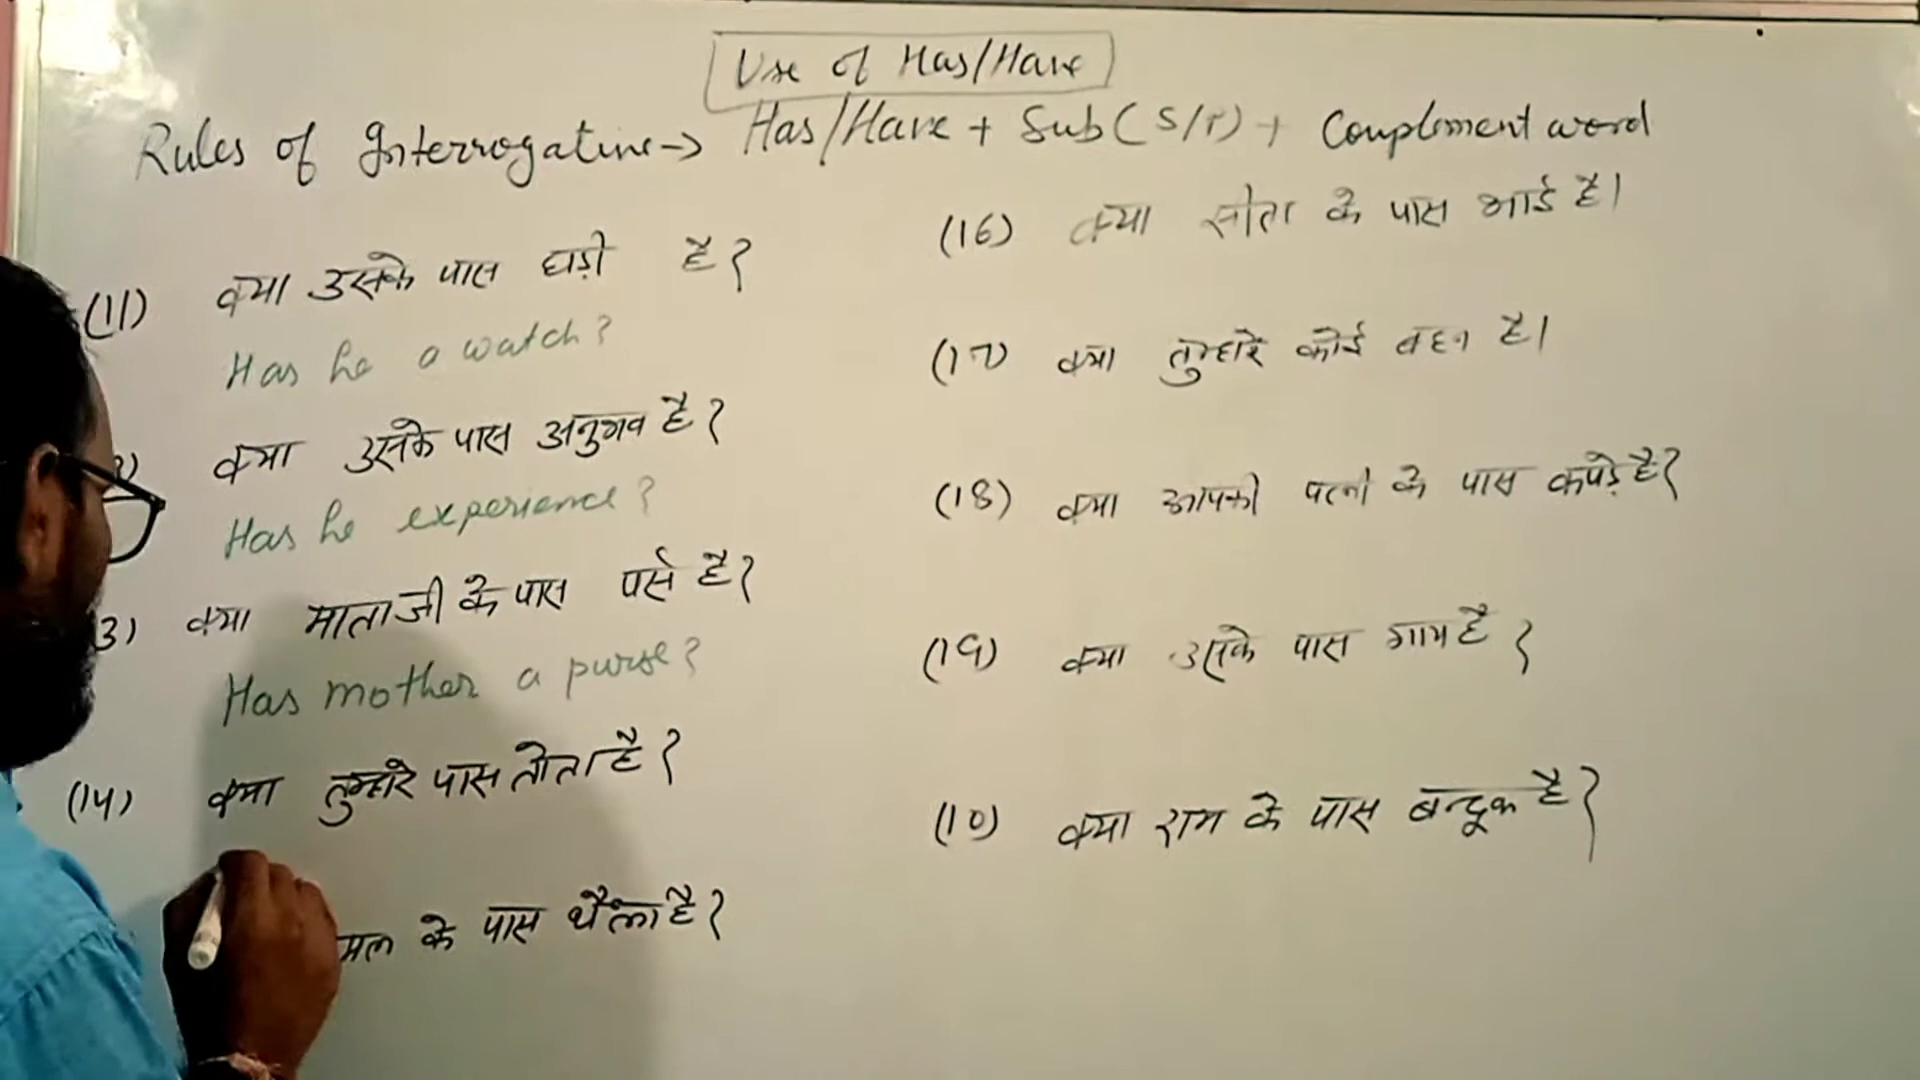 Use of Has/Have
Rules of Interrogative → Has/Have + Sub(S/P) + Complement word
(11) क्या उसके पास घड़ी है?
Has he a watch?
2) क्या उसके पास अनुभव है?
Has he experience?
3) क्या माताजी के पास पर्स है?
Has mother a purse?
(14) क्या तुम्हारे पास तोता है?
के पास थैला है?
(16) क्या सीता के पास भाई है।
(17) क्या तुम्हारे कोई बहन है।
(18) क्या आपकी पत्नी के पास कपड़े है?
(19) क्या उसके पास गाय है?
(10) क्या राम के पास बन्दूक है?